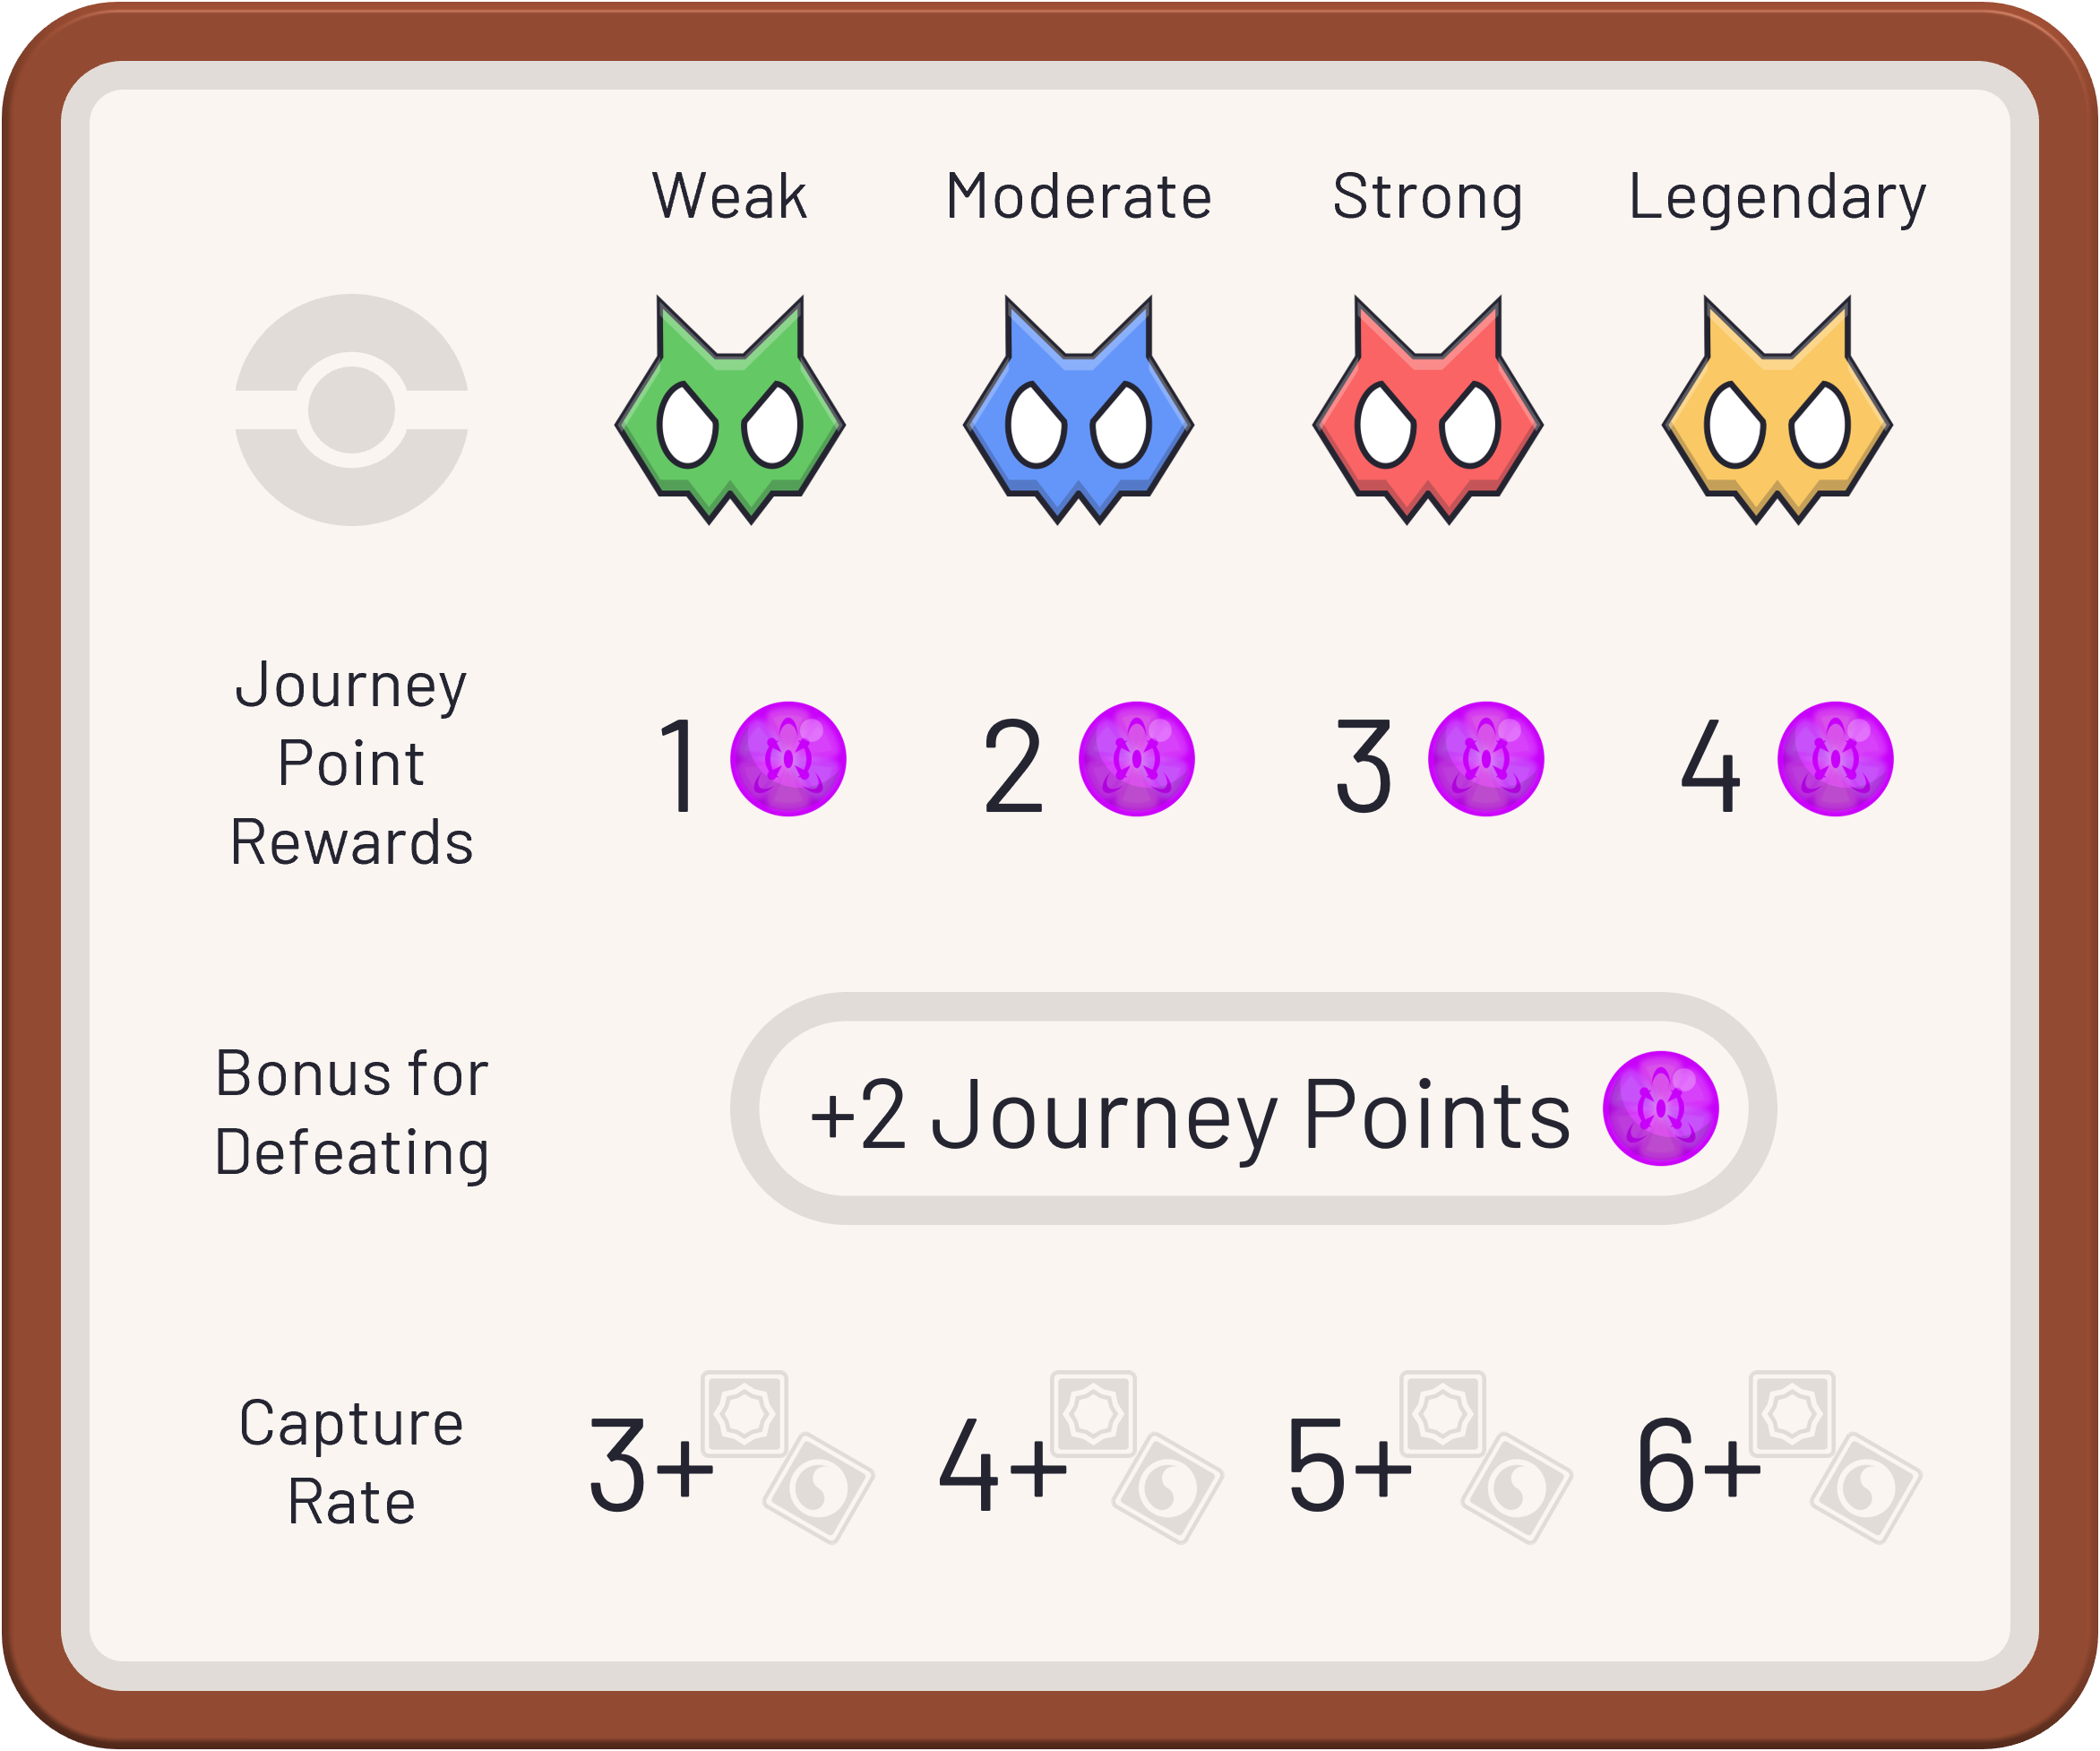 Weak Moderate Strong Legendary
Journey
Point
Rewards
1 2 3 4
Bonus for
Defeating
+2 Journey Points
Capture
Rate
3+ 4+ 5+ 6+